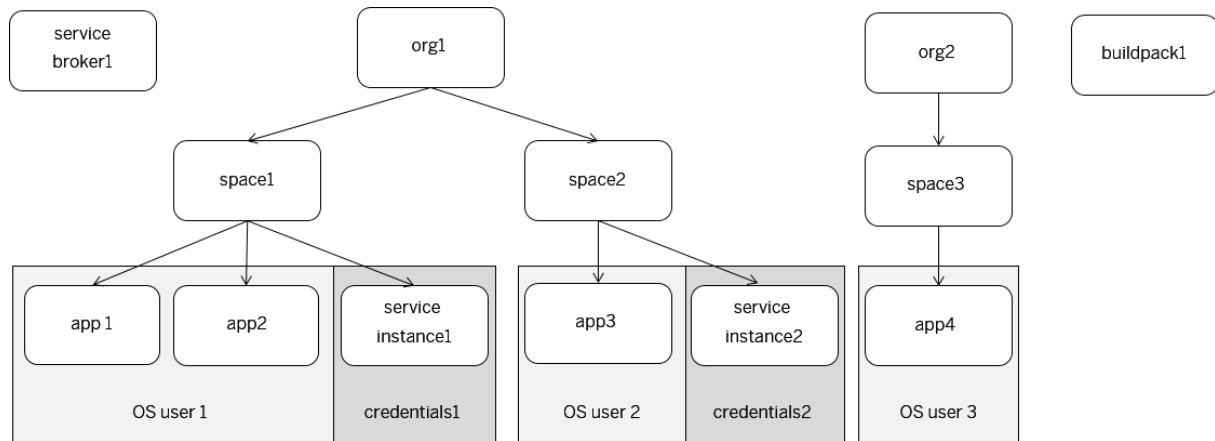 service
broker1
org1
org2
buildpack1
space1
space2
space3
app 1
app2
service
instance1
app3
service
instance2
app4
OS user 1
credentials1
OS user 2
credentials2
OS user 3